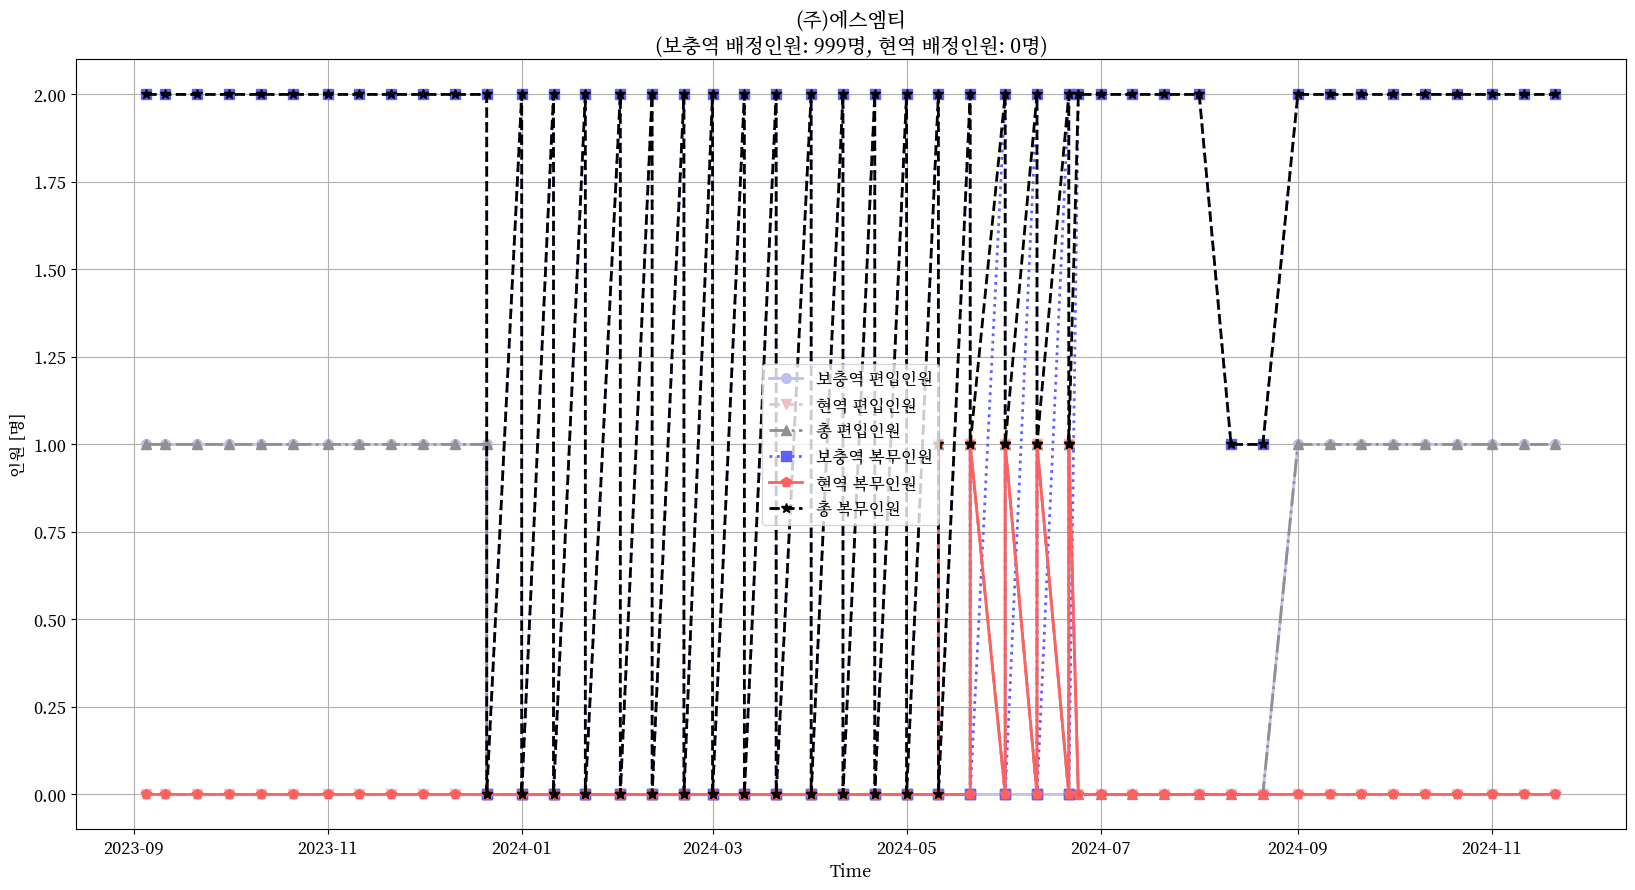 (주)에스엠티
(보충역 배정인원: 999명, 현역 배정인원: 0명)
인원 [명]
2.00
1.75
1.50
1.25
1.00
0.75
0.50
0.25
0.00
보충역 편입인원
현역 편입인원
총 편입인원
보충역 복무인원
현역 복무인원
총 복무인원
2023-09
2023-11
2024-01
2024-03
2024-05
2024-07
2024-09
2024-11
Time